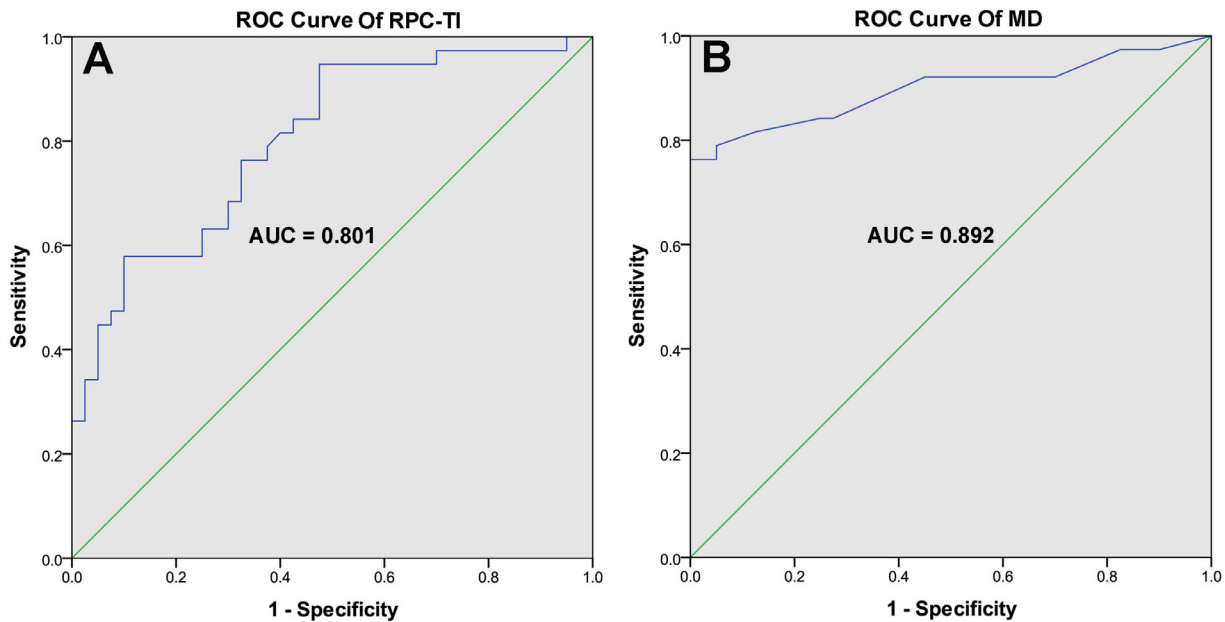 ROC Curve Of RPC-TI
A
1.0
0.8
0.6
0.4
0.2
0.0
Sensitivity
AUC = 0.801
0.0 0.2 0.4 0.6 0.8 1.0
1 - Specificity
ROC Curve Of MD
B
1.0
0.8
0.6
0.4
0.2
0.0
Sensitivity
AUC = 0.892
0.0 0.2 0.4 0.6 0.8 1.0
1 - Specificity